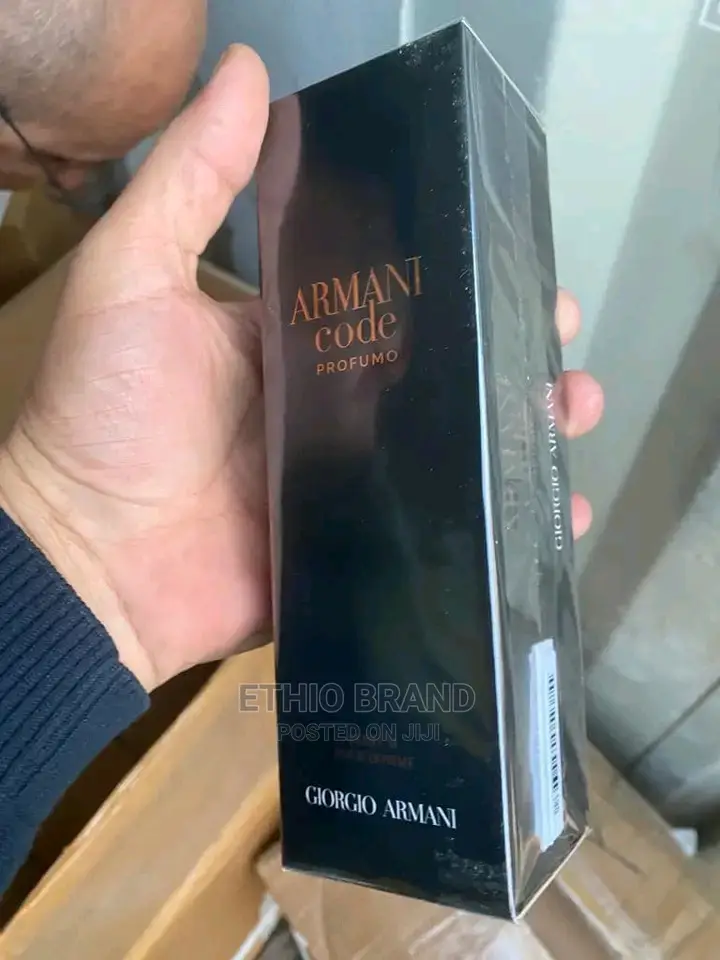 ARMANI
code
PROFUMO
GIORGIO ARMANI
GIORGIO ARMANI
ETHIO BRAND
POSTED ON JIJI